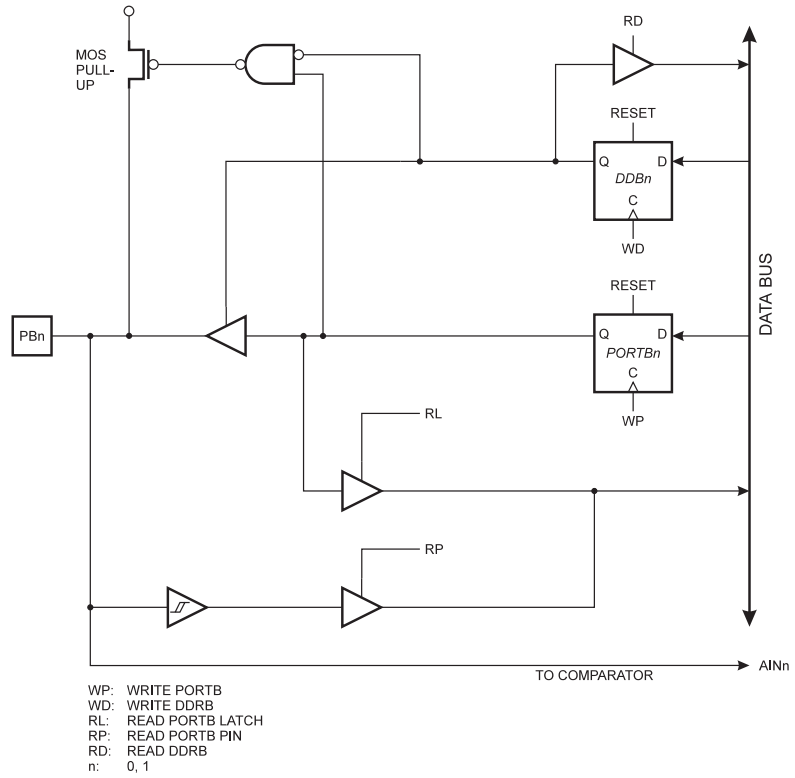 RD
MOS
PULL-
UP
RESET
Q
D
DDBn
C
WD
DATA BUS
RESET
PBn
Q
D
PORTBn
C
WP
RL
RP
TO COMPARATOR
AINn
WP: WRITE PORTB
WD: WRITE DDRB
RL: READ PORTB LATCH
RP: READ PORTB PIN
RD: READ DDRB
n: 0, 1